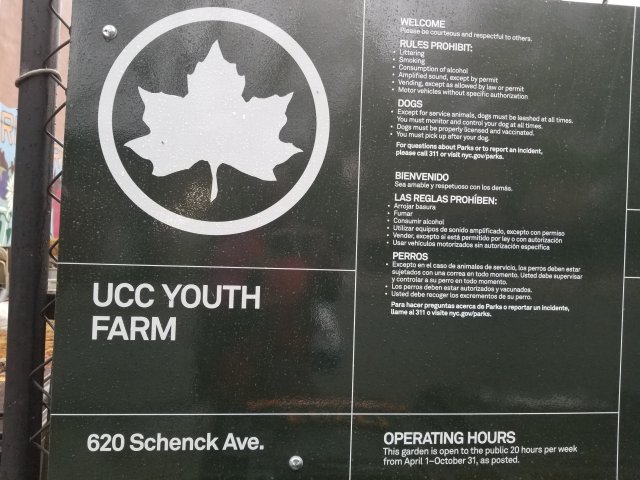 UCC YOUTH
FARM
620 Schenck Ave.
WELCOME
Please be courteous and respectful to others.
RULES PROHIBIT:
• Littering
• Smoking
• Consumption of alcohol
• Amplified sound, except by permit
• Vending, except as allowed by law or permit
• Motor vehicles without specific authorization
DOGS
• Except for service animals, dogs must be leashed at all times.
You must monitor and control your dog at all times.
• Dogs must be properly licensed and vaccinated.
• You must pick up after your dog.
For questions about Parks or to report an incident,
please call 311 or visit nyc.gov/parks.
BIENVENIDO
Sea amable y respetuoso con los demás.
LAS REGLAS PROHÍBEN:
• Arrojar basura
• Fumar
• Consumir alcohol
• Utilizar equipos de sonido amplificado, excepto con permiso
• Vender, excepto si está permitido por ley o con autorización
• Usar vehículos motorizados sin autorización específica
PERROS
• Excepto en el caso de animales de servicio, los perros deben estar
sujetados con una correa en todo momento. Usted debe supervisar
y controlar a su perro en todo momento.
• Los perros deben estar autorizados y vacunados.
• Usted debe recoger los excrementos de su perro.
Para hacer preguntas acerca de Parks o reportar un incidente,
llame al 311 o visite nyc.gov/parks.
OPERATING HOURS
This garden is open to the public 20 hours per week
from April 1–October 31, as posted.